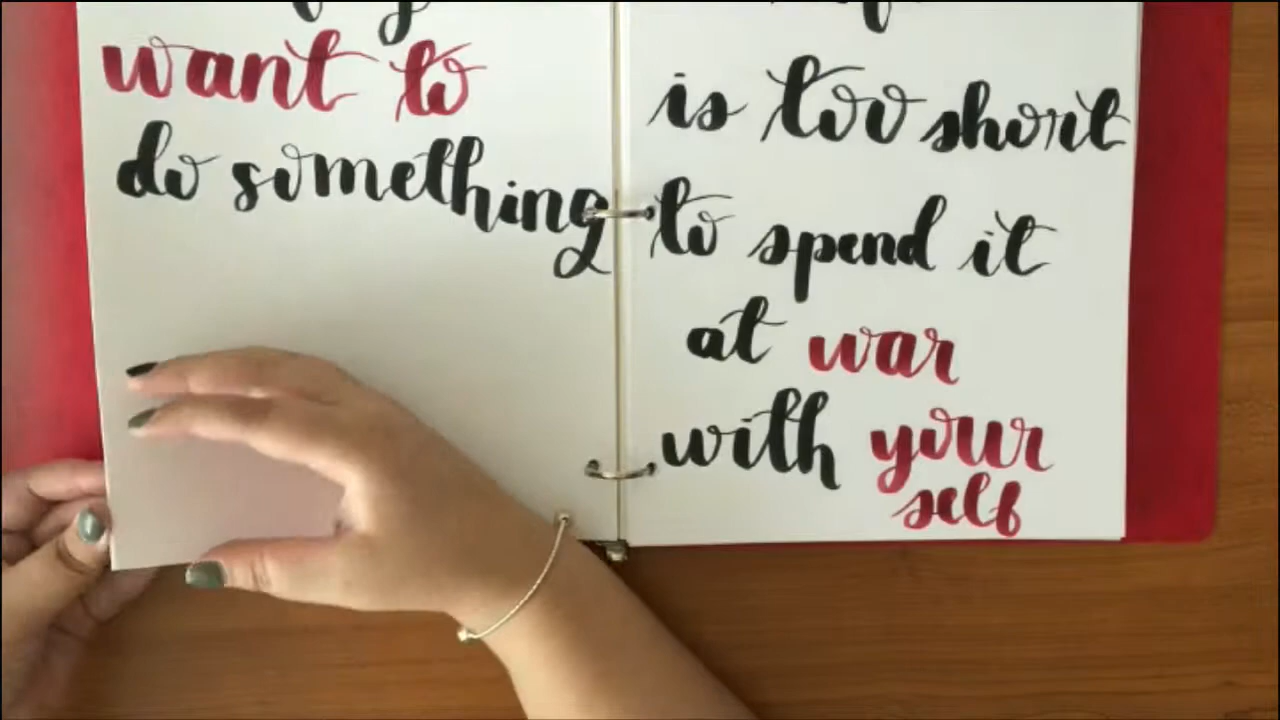 want to
do something
is too short
to spend it
at war
with your
self